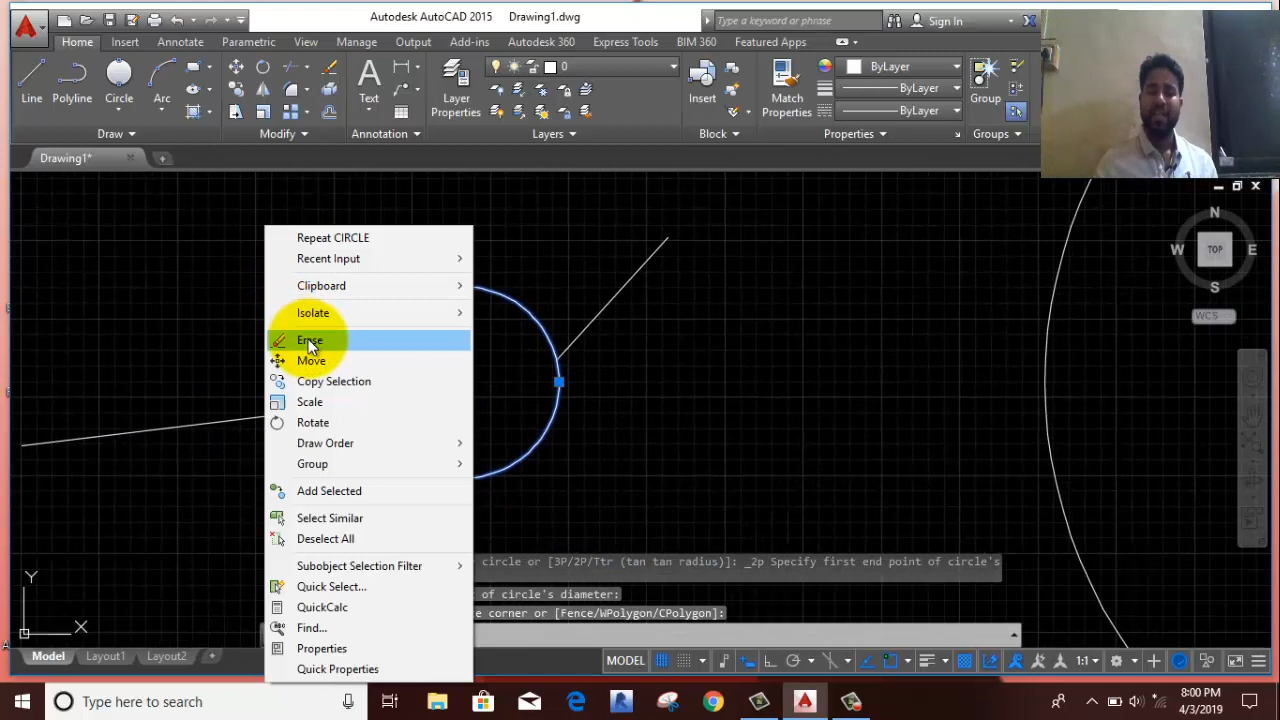 Autodesk AutoCAD 2015 Drawing1.dwg
Type a keyword or phrase
Sign In
Home Insert Annotate Parametric View Manage Output Add-ins Autodesk 360 Express Tools BIM 360 Featured Apps
Line
Polyline
Circle
Arc
Text
Layer
Properties
0
Insert
Match
Properties
ByLayer
ByLayer
ByLayer
Group
Draw
Modify
Annotation
Layers
Block
Properties
Groups
Drawing1*
N
W TOP E
S
WCS
Repeat CIRCLE
Recent Input
Clipboard
Isolate
Erase
Move
Copy Selection
Scale
Rotate
Draw Order
Group
Add Selected
Select Similar
Deselect All
Subobject Selection Filter
Quick Select...
QuickCalc
Find...
Properties
Quick Properties
circle or [3P/2P/Ttr (tan tan radius)]: _2p Specify first end point of circle's
t of circle's diameter:
e corner or [Fence/WPolygon/CPolygon]:
Y
X
Model Layout1 Layout2
MODEL
1:1
Type here to search
8:00 PM
4/3/2019